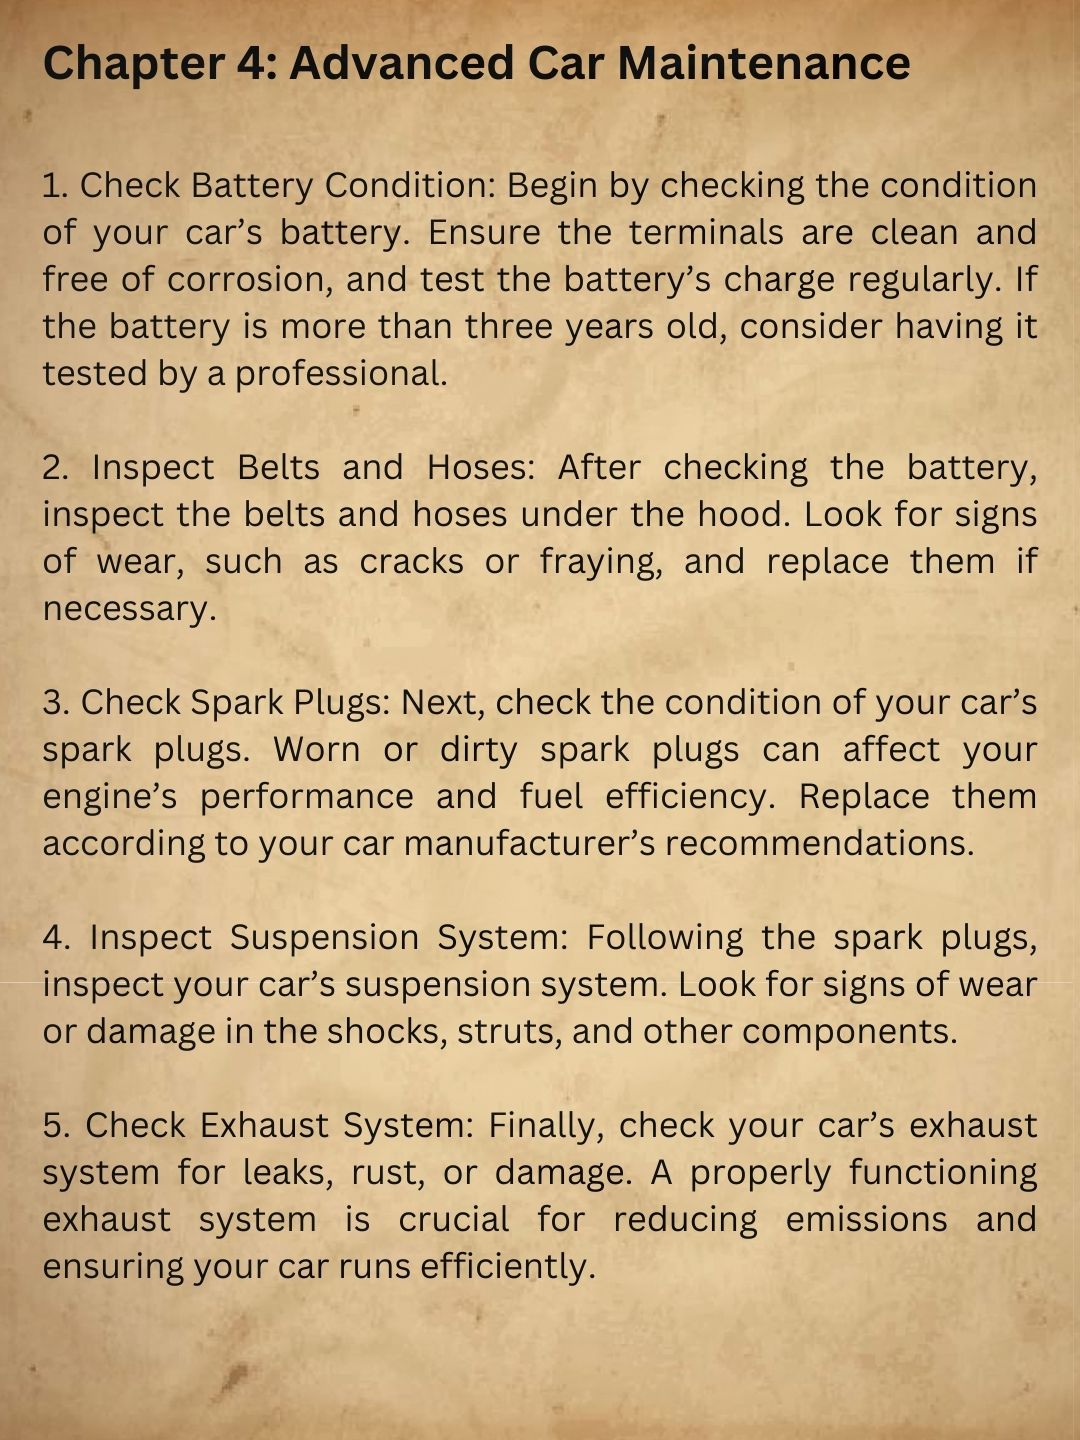 Chapter 4: Advanced Car Maintenance
1. Check Battery Condition: Begin by checking the condition
of your car’s battery. Ensure the terminals are clean and
free of corrosion, and test the battery’s charge regularly. If
the battery is more than three years old, consider having it
tested by a professional.
2. Inspect Belts and Hoses: After checking the battery,
inspect the belts and hoses under the hood. Look for signs
of wear, such as cracks or fraying, and replace them if
necessary.
3. Check Spark Plugs: Next, check the condition of your car’s
spark plugs. Worn or dirty spark plugs can affect your
engine’s performance and fuel efficiency. Replace them
according to your car manufacturer’s recommendations.
4. Inspect Suspension System: Following the spark plugs,
inspect your car’s suspension system. Look for signs of wear
or damage in the shocks, struts, and other components.
5. Check Exhaust System: Finally, check your car’s exhaust
system for leaks, rust, or damage. A properly functioning
exhaust system is crucial for reducing emissions and
ensuring your car runs efficiently.